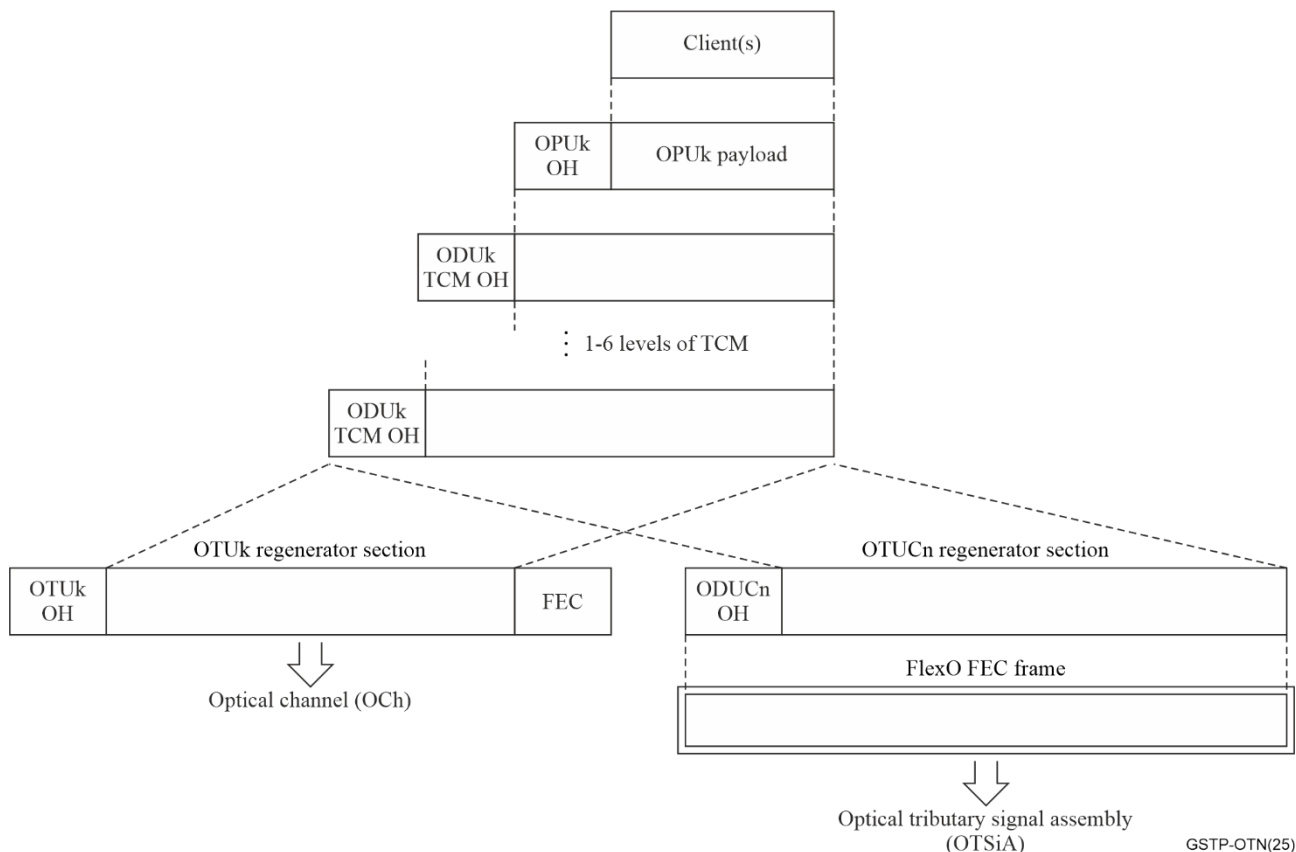 Client(s)
OPUk
OH
OPUk payload
ODUk
TCM OH
⋮ 1-6 levels of TCM
ODUk
TCM OH
OTUk regenerator section
OTUCn regenerator section
OTUk
OH
FEC
ODUCn
OH
Optical channel (OCh)
FlexO FEC frame
Optical tributary signal assembly
(OTSiA)
GSTP-OTN(25)